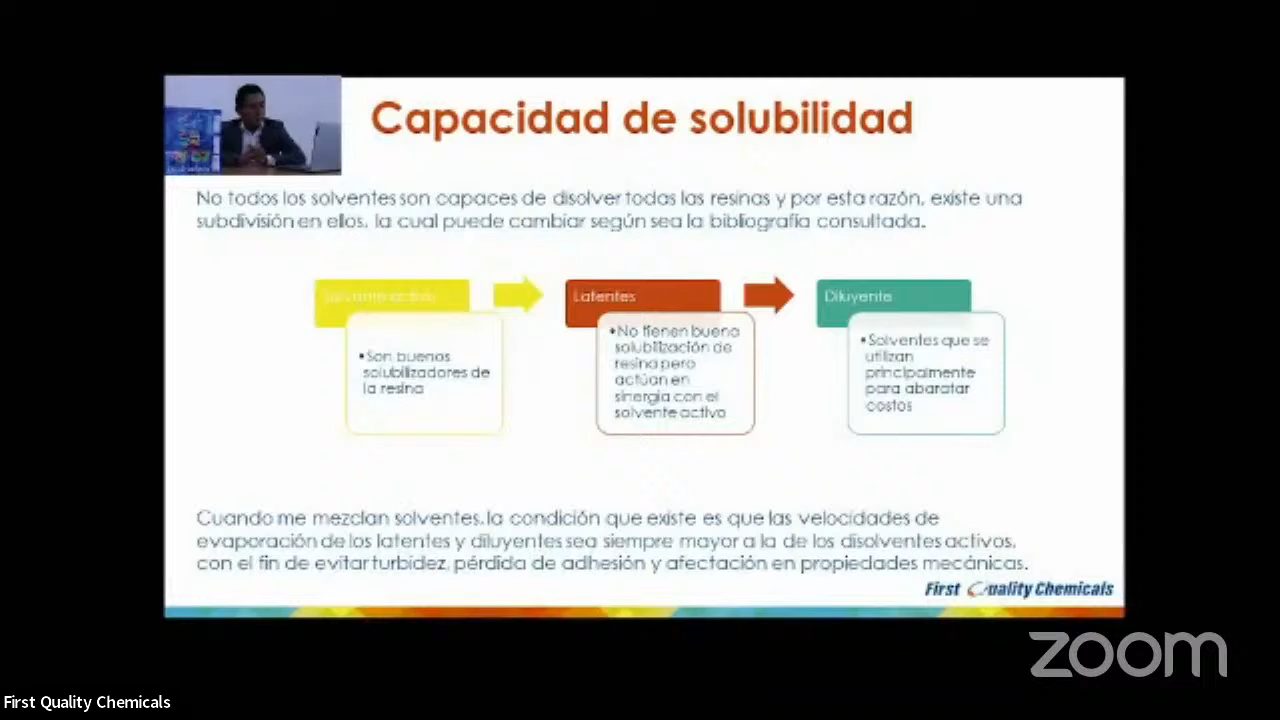 Capacidad de solubilidad
No todos los solventes son capaces de disolver todas las resinas y por esta razón, existe una
subdivisión en ellos, la cual puede cambiar según sea la bibliografía consultada.
Solvente activo
•Son buenos
solubilizadores de
la resina
Latentes
•No tienen buena
solubilización de
resina pero
actúan en
sinergia con el
solvente activo
Diluyente
•Solventes que se
utilizan
principalmente
para abaratar
costos
Cuando me mezclan solventes, la condición que existe es que las velocidades de
evaporación de los latentes y diluyentes sea siempre mayor a la de los disolventes activos,
con el fin de evitar turbidez, pérdida de adhesión y afectación en propiedades mecánicas.
First Quality Chemicals
zoom
First Quality Chemicals